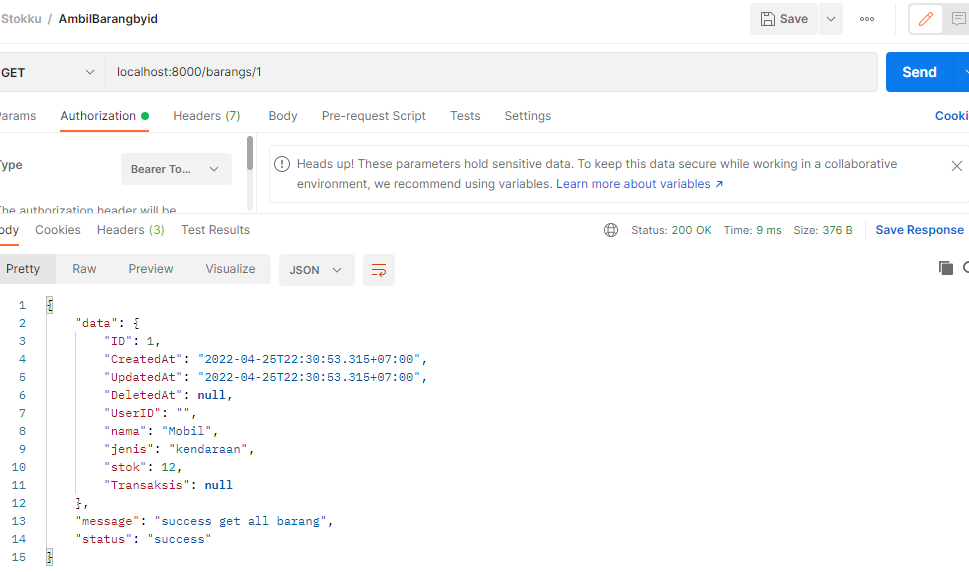 Stokku / AmbilBarangbyid
Save
GET
localhost:8000/barangs/1
Send
Authorization
Headers (7)
Body
Pre-request Script
Tests
Settings
Type
Bearer To...
Heads up! These parameters hold sensitive data. To keep this data secure while working in a collaborative
environment, we recommend using variables. Learn more about variables ↗
The authorization header will be
Cookies
Headers (3)
Test Results
Status: 200 OK
Time: 9 ms
Size: 376 B
Save Response
Pretty
Raw
Preview
Visualize
JSON
1 {
2 "data": {
3 "ID": 1,
4 "CreatedAt": "2022-04-25T22:30:53.315+07:00",
5 "UpdatedAt": "2022-04-25T22:30:53.315+07:00",
6 "DeletedAt": null,
7 "UserID": "",
8 "nama": "Mobil",
9 "jenis": "kendaraan",
10 "stok": 12,
11 "Transaksis": null
12 },
13 "message": "success get all barang",
14 "status": "success"
15 }